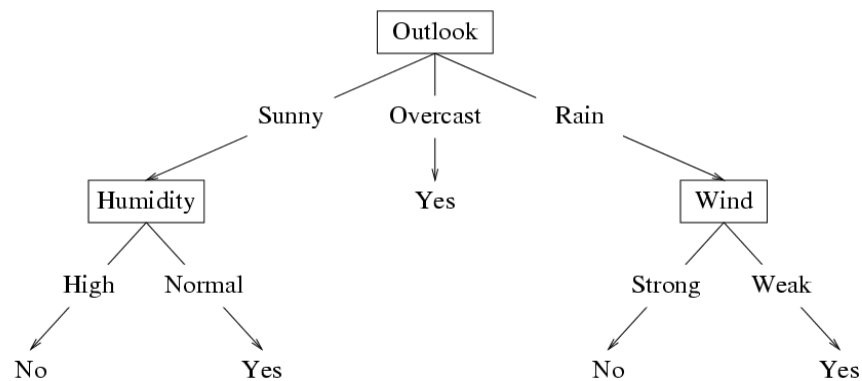 Outlook
Sunny Overcast Rain
Humidity Yes Wind
High Normal Strong Weak
No Yes No Yes